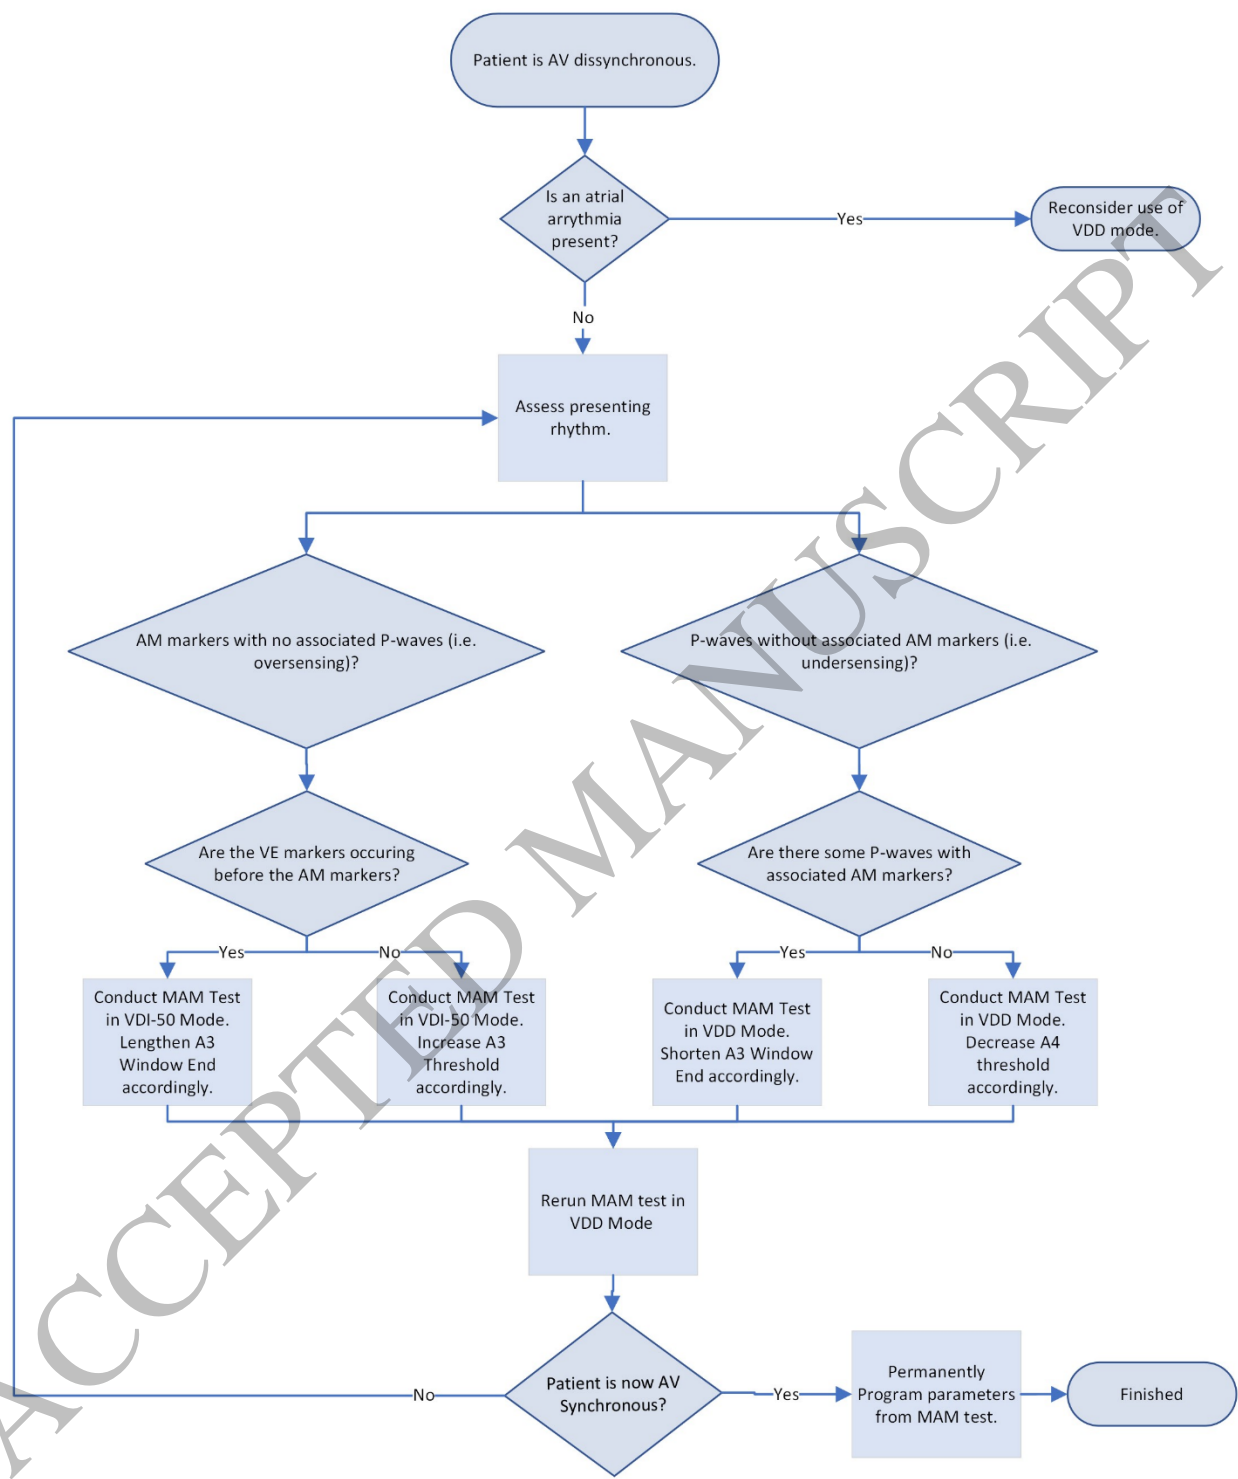 Patient is AV dissynchronous.
Is an atrial
arrythmia
present?
Yes
Reconsider use of
VDD mode.
No
Assess presenting
rhythm.
AM markers with no associated P-waves (i.e.
oversensing)?
P-waves without associated AM markers (i.e.
undersensing)?
Are the VE markers occuring
before the AM markers?
Are there some P-waves with
associated AM markers?
Yes
No
Yes
No
Conduct MAM Test
in VDI-50 Mode.
Lengthen A3
Window End
accordingly.
Conduct MAM Test
in VDI-50 Mode.
Increase A3
Threshold
accordingly.
Conduct MAM Test
in VDD Mode.
Shorten A3 Window
End accordingly.
Conduct MAM Test
in VDD Mode.
Decrease A4
threshold
accordingly.
Rerun MAM test in
VDD Mode
Patient is now AV
Synchronous?
No
Yes
Permanently
Program parameters
from MAM test.
Finished
ACCEPTED MANUSCRIPT